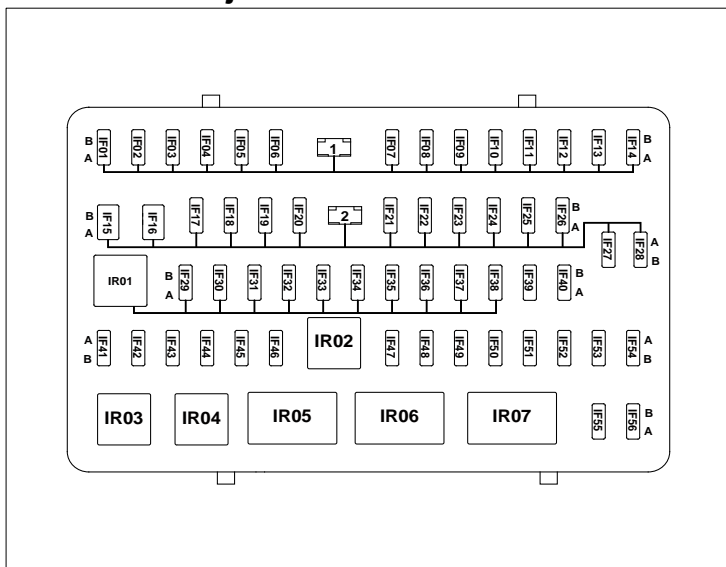 B IF01 IF02 IF03 IF04 IF05 IF06 1 IF07 IF08 IF09 IF10 IF11 IF12 IF13 IF14 B
A A
B IF15 IF16 IF17 IF18 IF19 IF20 2 IF21 IF22 IF23 IF24 IF25 IF26 B
A A
IF27 IF28 A
B
IR01 B IF29 IF30 IF31 IF32 IF33 IF34 IF35 IF36 IF37 IF38 IF39 IF40 B
A A
A IF41 IF42 IF43 IF44 IF45 IF46 IR02 IF47 IF48 IF49 IF50 IF51 IF52 IF53 IF54 A
B B
IR03 IR04 IR05 IR06 IR07 IF55 IF56 B
A